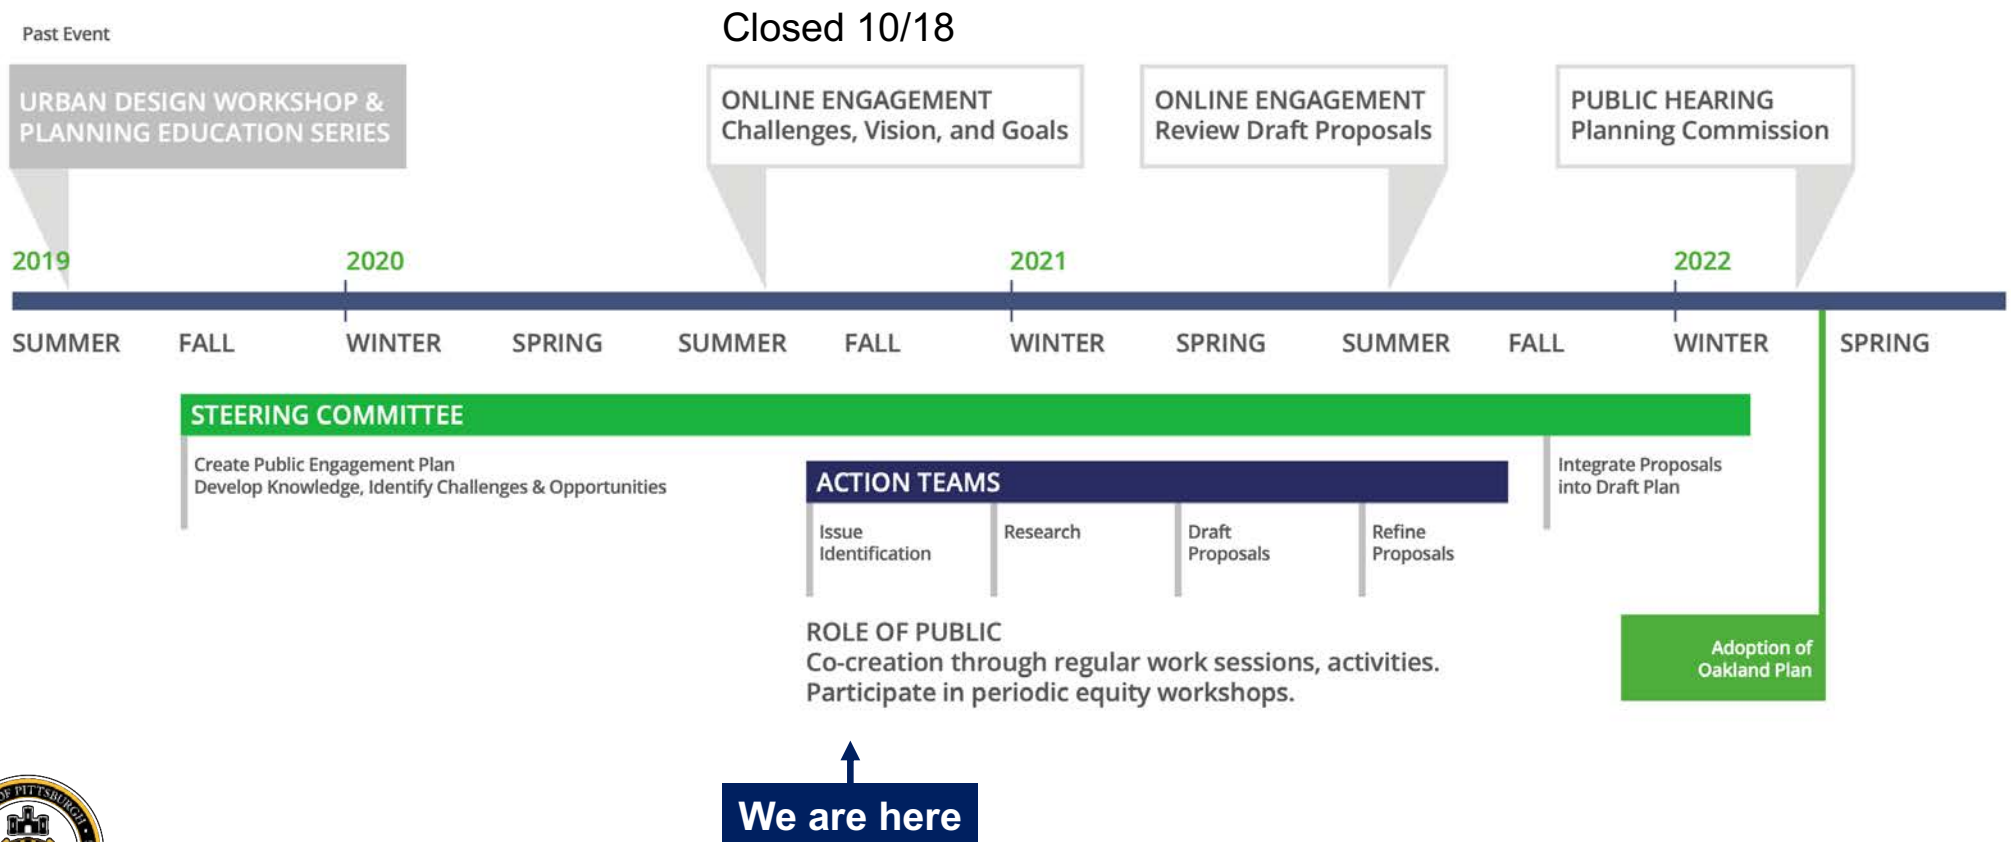 Closed 10/18
Past Event
URBAN DESIGN WORKSHOP &
PLANNING EDUCATION SERIES
ONLINE ENGAGEMENT
Challenges, Vision, and Goals
ONLINE ENGAGEMENT
Review Draft Proposals
PUBLIC HEARING
Planning Commission
2019
2020
2021
2022
SUMMER
FALL
WINTER
SPRING
SUMMER
FALL
WINTER
SPRING
SUMMER
FALL
WINTER
SPRING
STEERING COMMITTEE
Create Public Engagement Plan
Develop Knowledge, Identify Challenges & Opportunities
Integrate Proposals
into Draft Plan
ACTION TEAMS
Issue
Identification
Research
Draft
Proposals
Refine
Proposals
ROLE OF PUBLIC
Co-creation through regular work sessions, activities.
Participate in periodic equity workshops.
Adoption of
Oakland Plan
We are here
OF PITTSBURGH